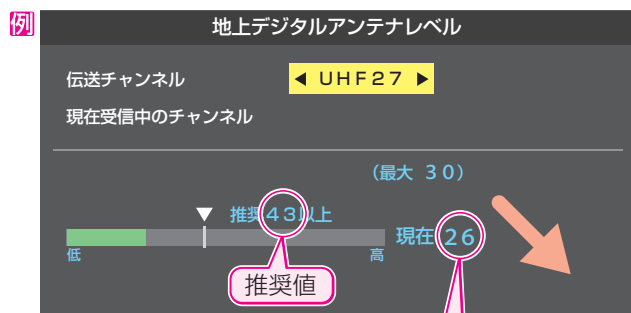 例
地上デジタルアンテナレベル
伝送チャンネル ◀ UHF27 ▶
現在受信中のチャンネル
(最大 30)
推奨43以上
現在 26
低 高
推奨値